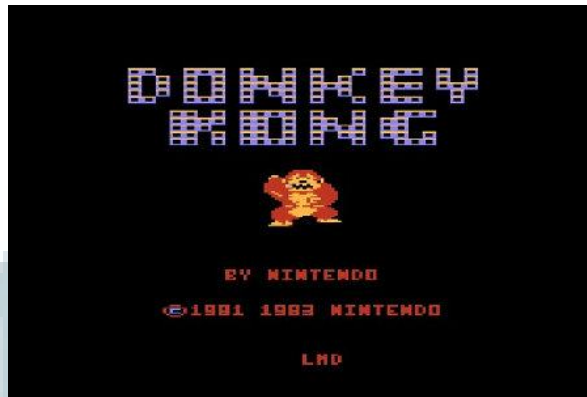 DONKEY
KONG
BY NINTENDO
©1981 1983 NINTENDO
LMD